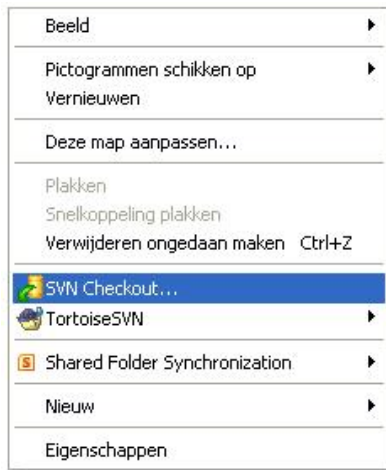 Beeld
Pictogrammen schikken op
Vernieuwen
Deze map aanpassen...
Plakken
Snelkoppeling plakken
Verwijderen ongedaan maken Ctrl+Z
SVN Checkout...
TortoiseSVN
S Shared Folder Synchronization
Nieuw
Eigenschappen